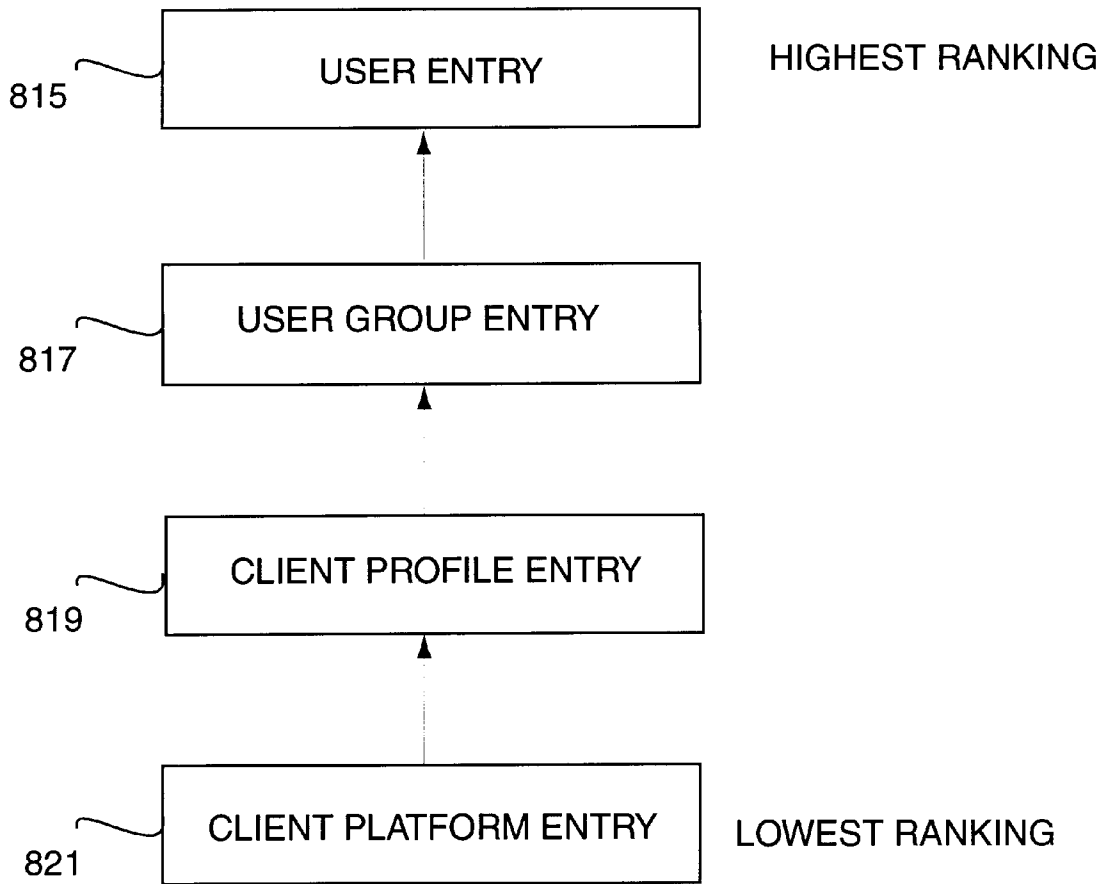 USER ENTRY
HIGHEST RANKING
815
USER GROUP ENTRY
817
CLIENT PROFILE ENTRY
819
CLIENT PLATFORM ENTRY
LOWEST RANKING
821